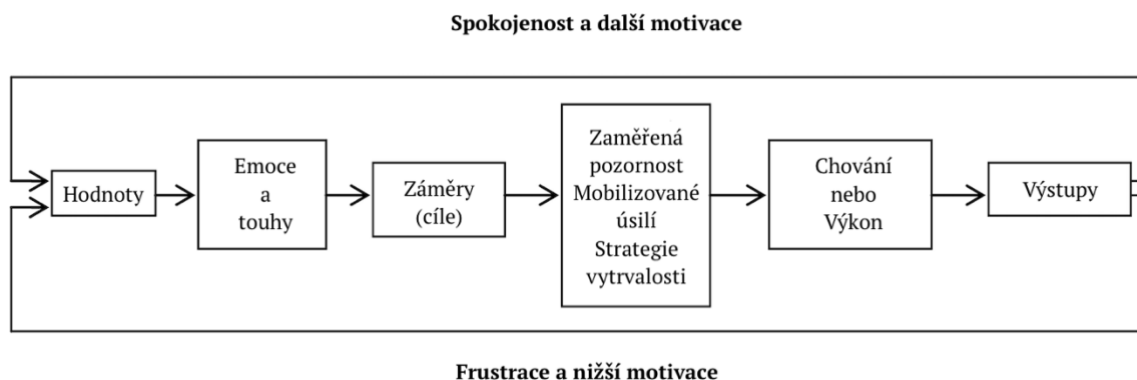 Spokojenost a další motivace
Hodnoty
Emoce
a
touhy
Záměry
(cíle)
Zaměřená
pozornost
Mobilizované
úsilí
Strategie
vytrvalosti
Chování
nebo
Výkon
Výstupy
Frustrace a nižší motivace